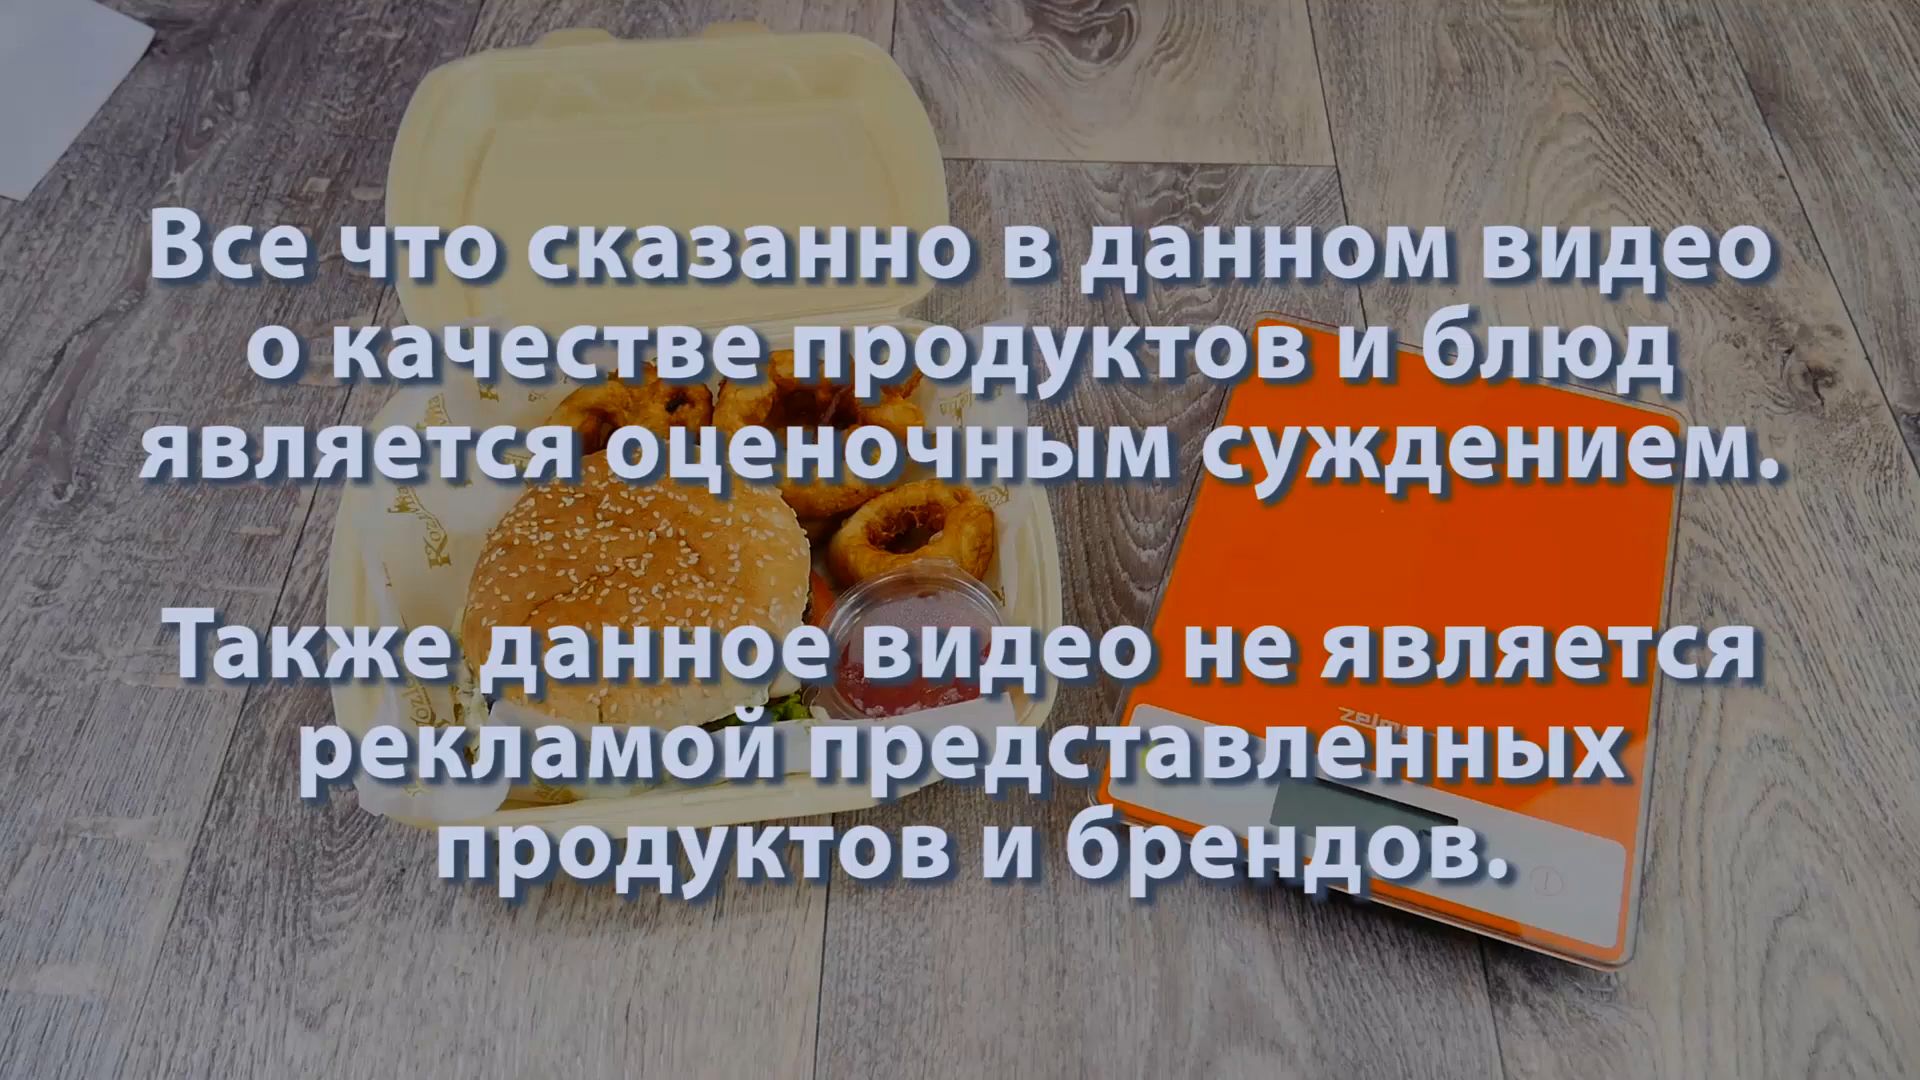 Все что сказанно в данном видео
о качестве продуктов и блюд
является оценочным суждением.
Также данное видео не является
рекламой представленных
продуктов и брендов.